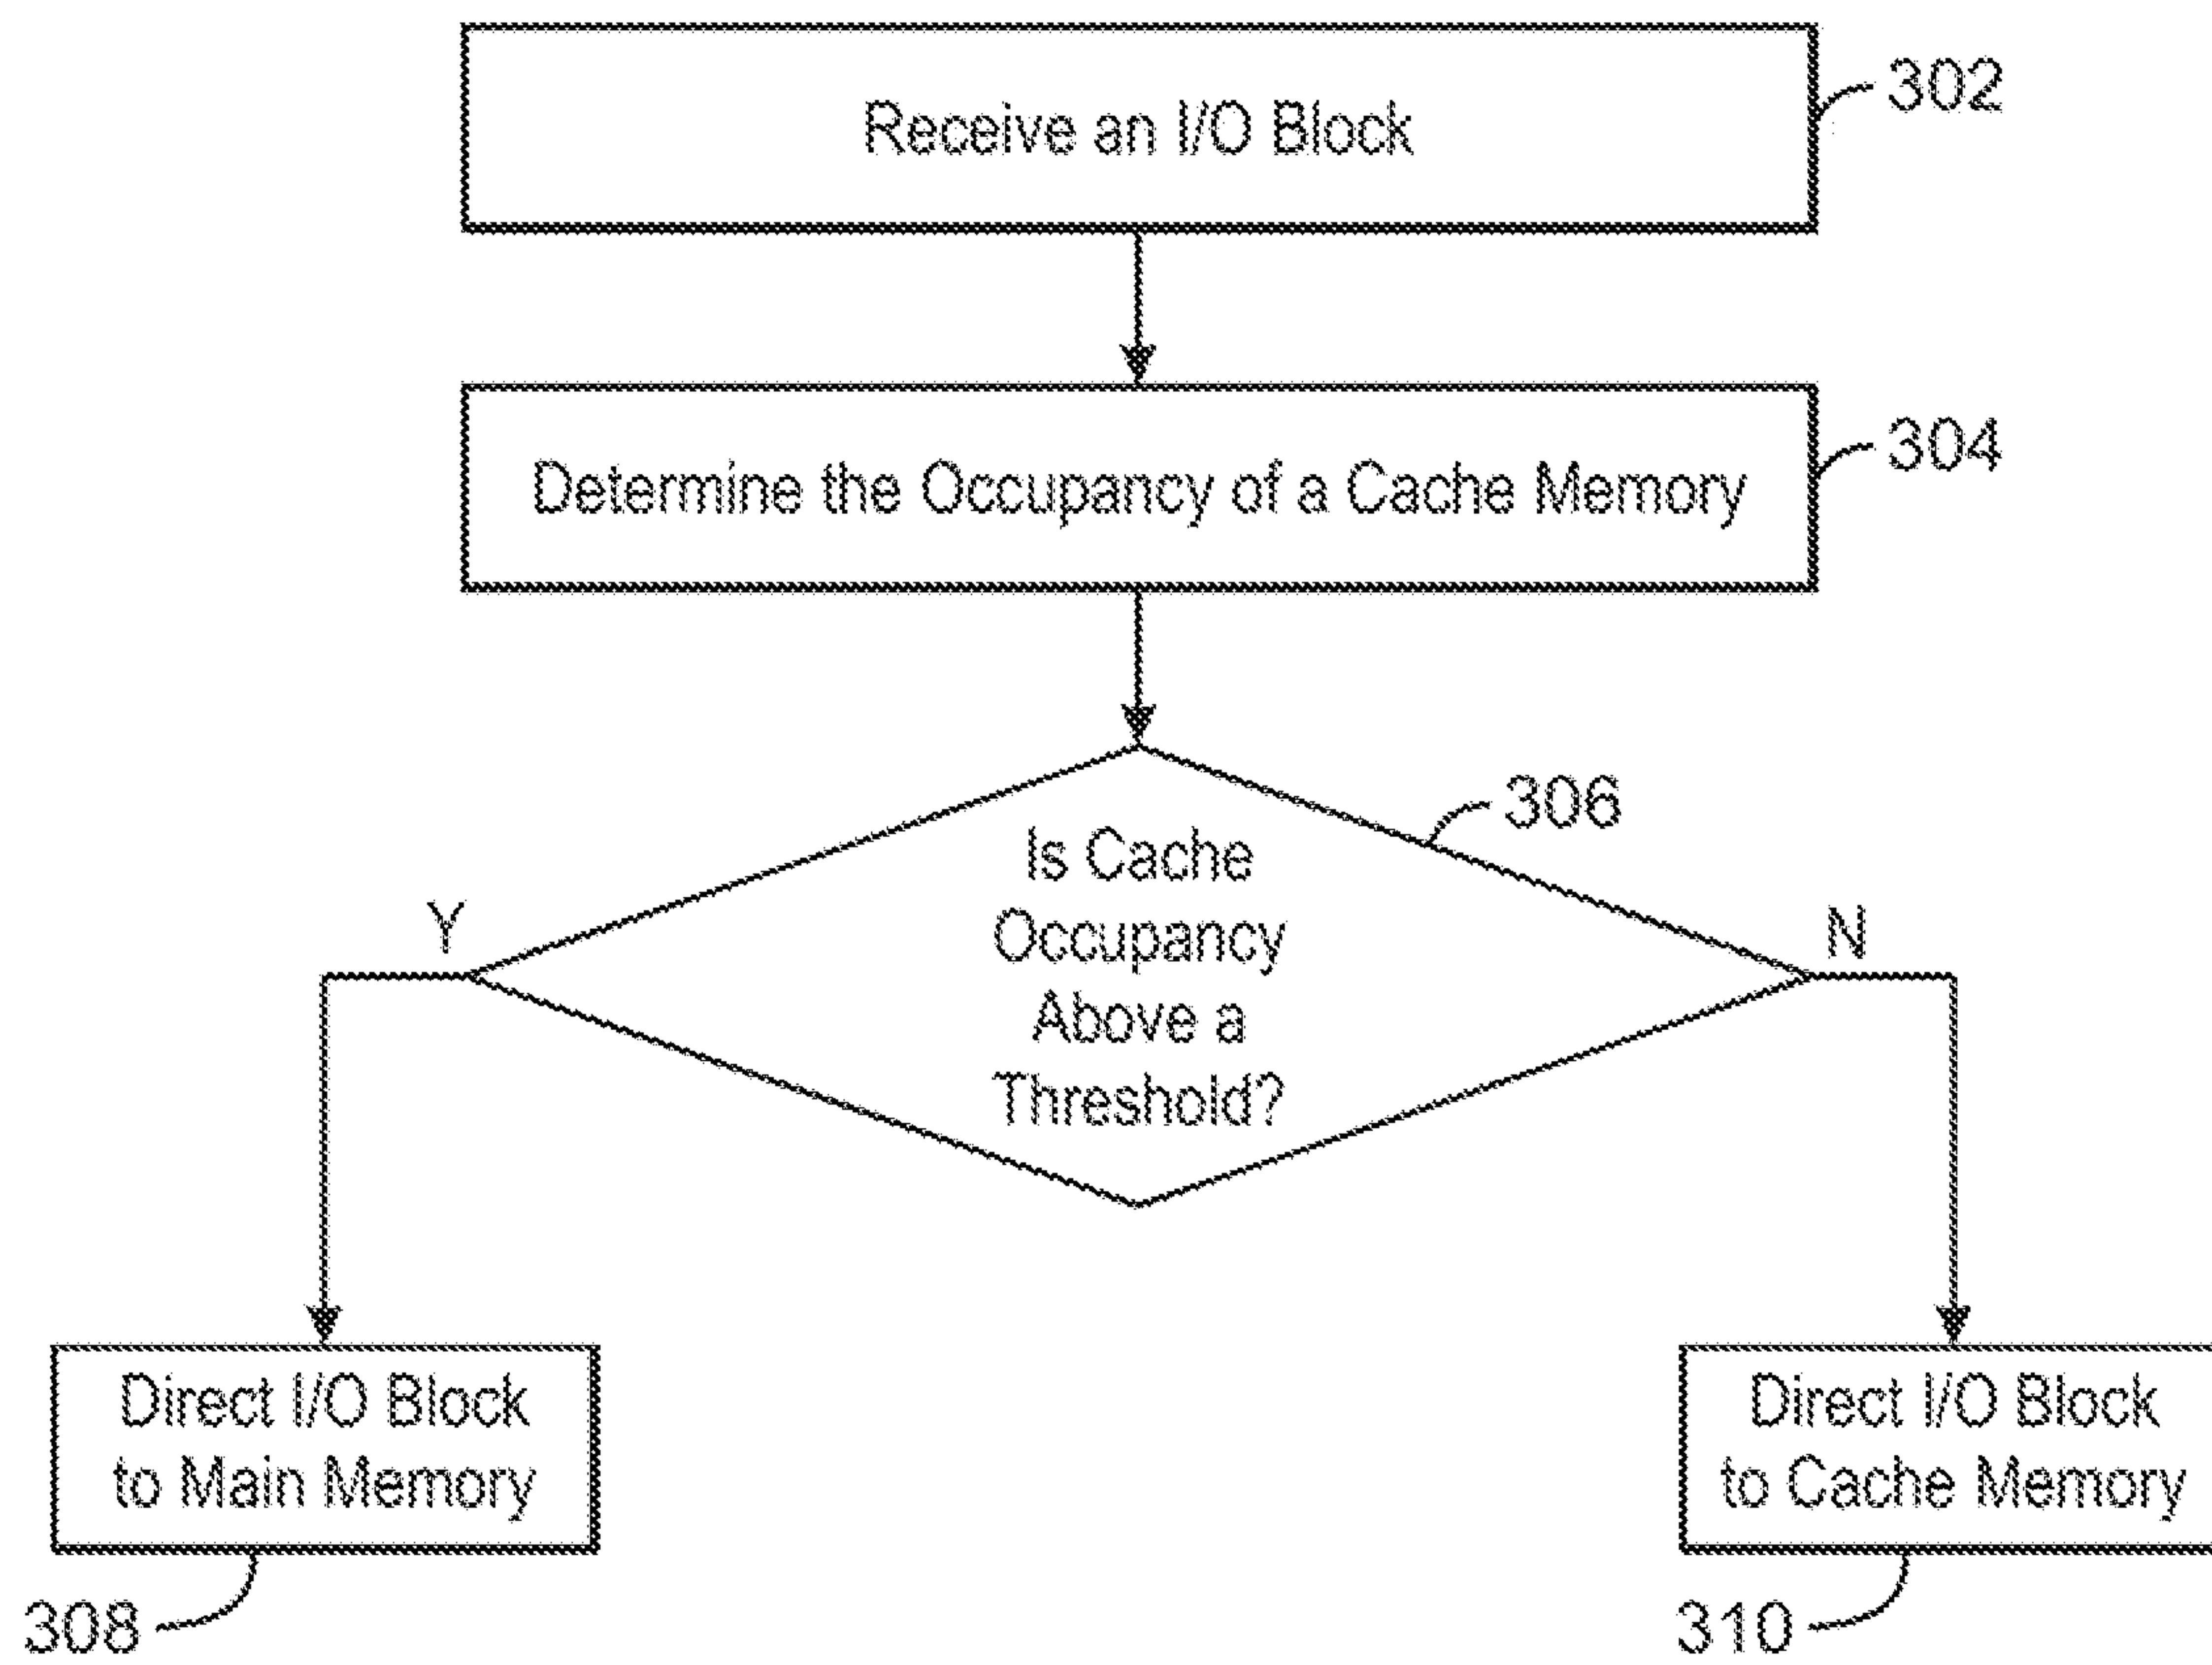 Receive an I/O Block
302
Determine the Occupancy of a Cache Memory
304
306
Is Cache
Occupancy
Above a
Threshold?
Y
N
Direct I/O Block
to Main Memory
308
Direct I/O Block
to Cache Memory
310